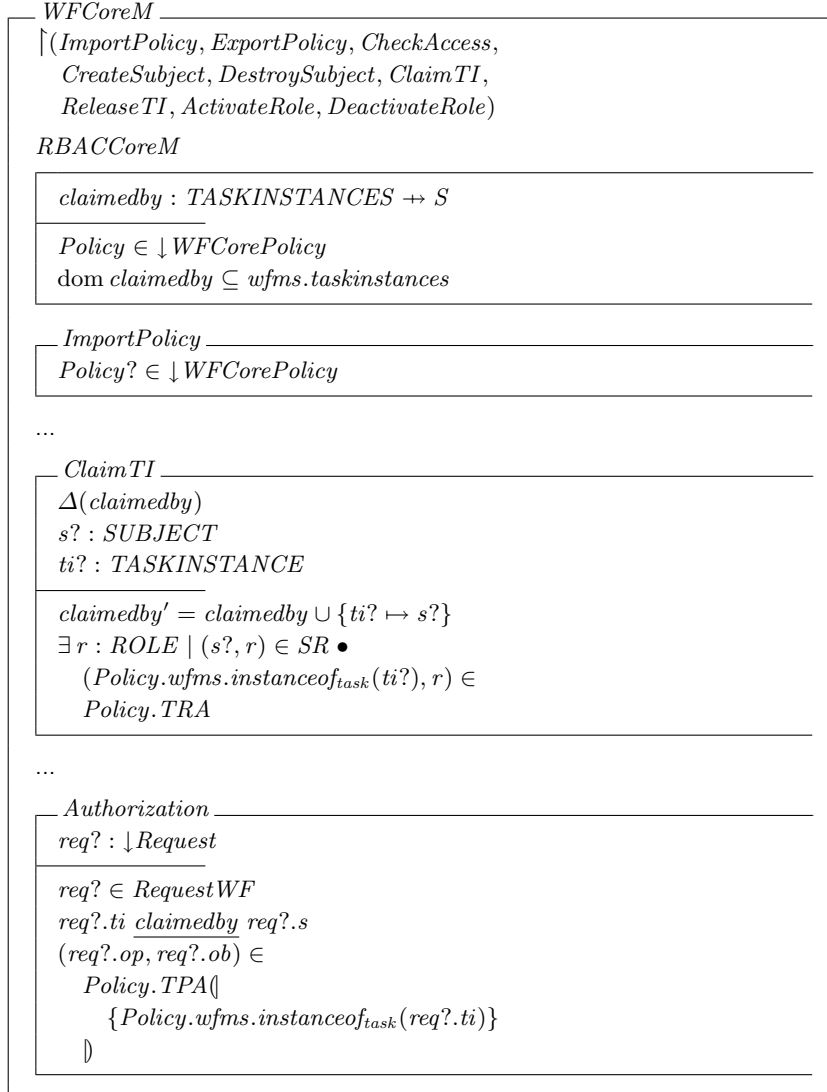 WFCoreM
↾(ImportPolicy, ExportPolicy, CheckAccess,
CreateSubject, DestroySubject, ClaimTI,
ReleaseTI, ActivateRole, DeactivateRole)
RBACCoreM
claimedby : TASKINSTANCES ⇸ S
Policy ∈ ↓WFCorePolicy
dom claimedby ⊆ wfms.taskinstances
ImportPolicy
Policy? ∈ ↓WFCorePolicy
...
ClaimTI
Δ(claimedby)
s? : SUBJECT
ti? : TASKINSTANCE
claimedby′ = claimedby ∪ {ti? ↦ s?}
∃ r : ROLE | (s?, r) ∈ SR •
(Policy.wfms.instanceof_task(ti?), r) ∈
Policy.TRA
...
Authorization
req? : ↓Request
req? ∈ RequestWF
req?.ti claimedby req?.s
(req?.op, req?.ob) ∈
Policy.TPA⦇
{Policy.wfms.instanceof_task(req?.ti)}
⦈